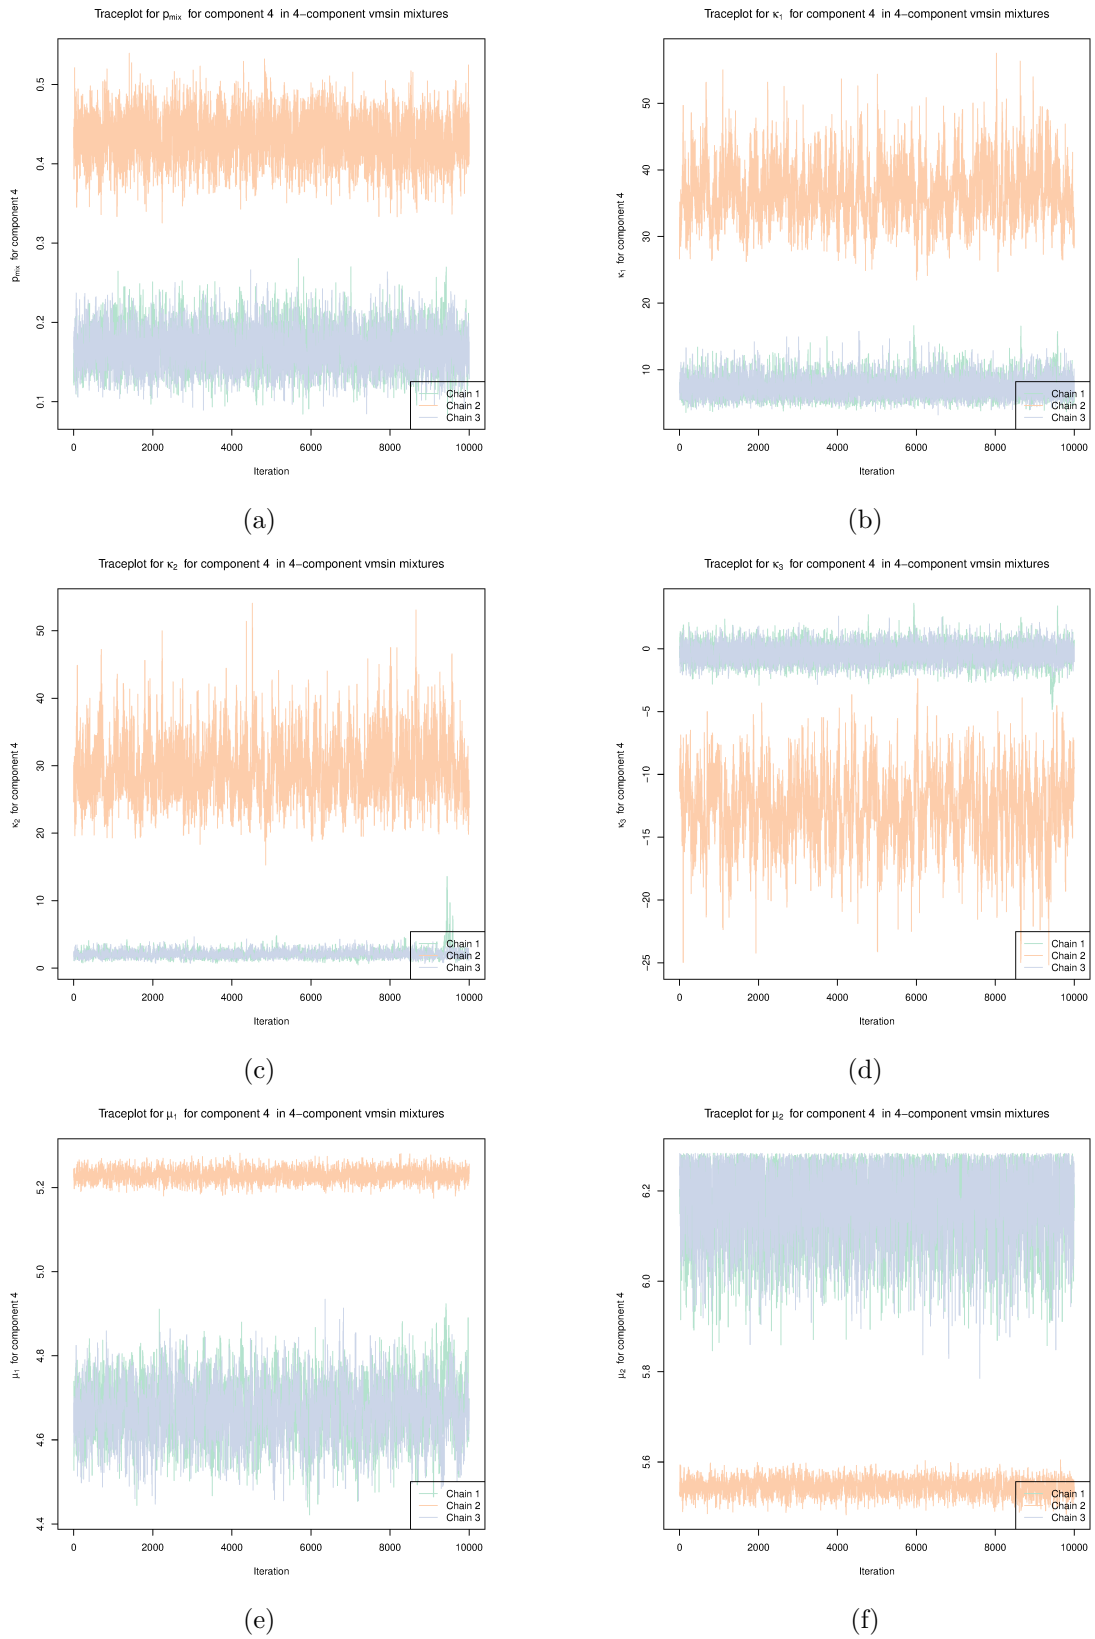 Traceplot for p_mix for component 4 in 4−component vmsin mixtures
p_mix for component 4
0.5
0.4
0.3
0.2
0.1
Chain 1
Chain 2
Chain 3
0 2000 4000 6000 8000 10000
Iteration
(a)
Traceplot for κ₁ for component 4 in 4−component vmsin mixtures
κ₁ for component 4
50
40
30
20
10
Chain 1
Chain 2
Chain 3
0 2000 4000 6000 8000 10000
Iteration
(b)
Traceplot for κ₂ for component 4 in 4−component vmsin mixtures
κ₂ for component 4
50
40
30
20
10
0
Chain 1
Chain 2
Chain 3
0 2000 4000 6000 8000 10000
Iteration
(c)
Traceplot for κ₃ for component 4 in 4−component vmsin mixtures
κ₃ for component 4
0
−5
−10
−15
−20
−25
Chain 1
Chain 2
Chain 3
0 2000 4000 6000 8000 10000
Iteration
(d)
Traceplot for μ₁ for component 4 in 4−component vmsin mixtures
μ₁ for component 4
5.2
5.0
4.8
4.6
4.4
Chain 1
Chain 2
Chain 3
0 2000 4000 6000 8000 10000
Iteration
(e)
Traceplot for μ₂ for component 4 in 4−component vmsin mixtures
μ₂ for component 4
6.2
6.0
5.8
5.6
Chain 1
Chain 2
Chain 3
0 2000 4000 6000 8000 10000
Iteration
(f)